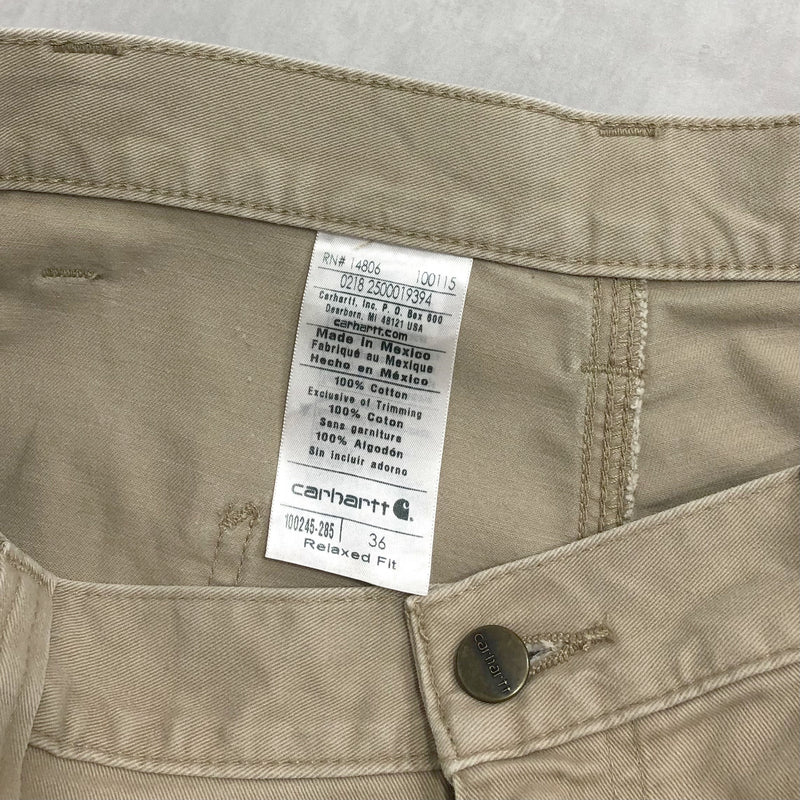 RN# 14806 100115
0218 2500019394
Carhartt, Inc. P. O. Box 600
Dearborn, MI 48121 USA
carhartt.com
Made in Mexico
Fabriqué au Mexique
Hecho en México
100% Cotton
Exclusive of Trimming
100% Coton
Sans garniture
100% Algodón
Sin incluir adorno
carhartt
100245-285 36
Relaxed Fit
carhartt